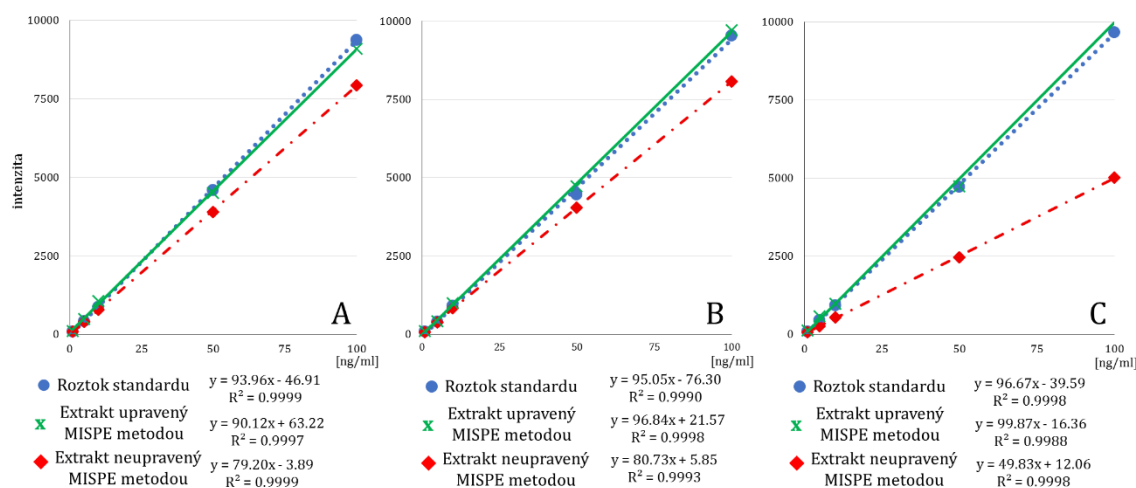 10000
7500
5000
2500
0
intenzita
0
25
50
75
100
[ng/ml]
A
Roztok standardu
y = 93.96x - 46.91
R² = 0.9999
Extrakt upravený
MISPE metodou
y = 90.12x + 63.22
R² = 0.9997
Extrakt neupravený
MISPE metodou
y = 79.20x - 3.89
R² = 0.9999
10000
7500
5000
2500
0
0
25
50
75
100
[ng/ml]
B
Roztok standardu
y = 95.05x - 76.30
R² = 0.9990
Extrakt upravený
MISPE metodou
y = 96.84x + 21.57
R² = 0.9998
Extrakt neupravený
MISPE metodou
y = 80.73x + 5.85
R² = 0.9993
10000
7500
5000
2500
0
0
25
50
75
100
[ng/ml]
C
Roztok standardu
y = 96.67x - 39.59
R² = 0.9998
Extrakt upravený
MISPE metodou
y = 99.87x - 16.36
R² = 0.9988
Extrakt neupravený
MISPE metodou
y = 49.83x + 12.06
R² = 0.9998